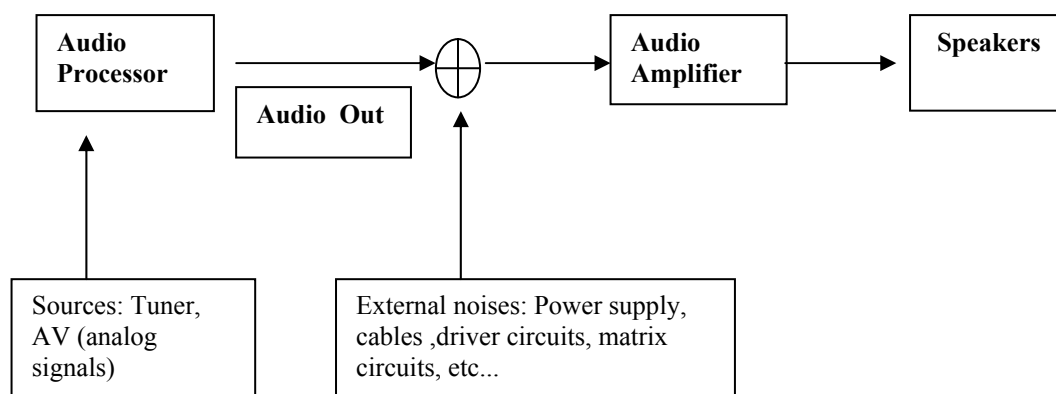 Audio
Processor
Audio Out
Audio
Amplifier
Speakers
Sources: Tuner,
AV (analog
signals)
External noises: Power supply,
cables ,driver circuits, matrix
circuits, etc...